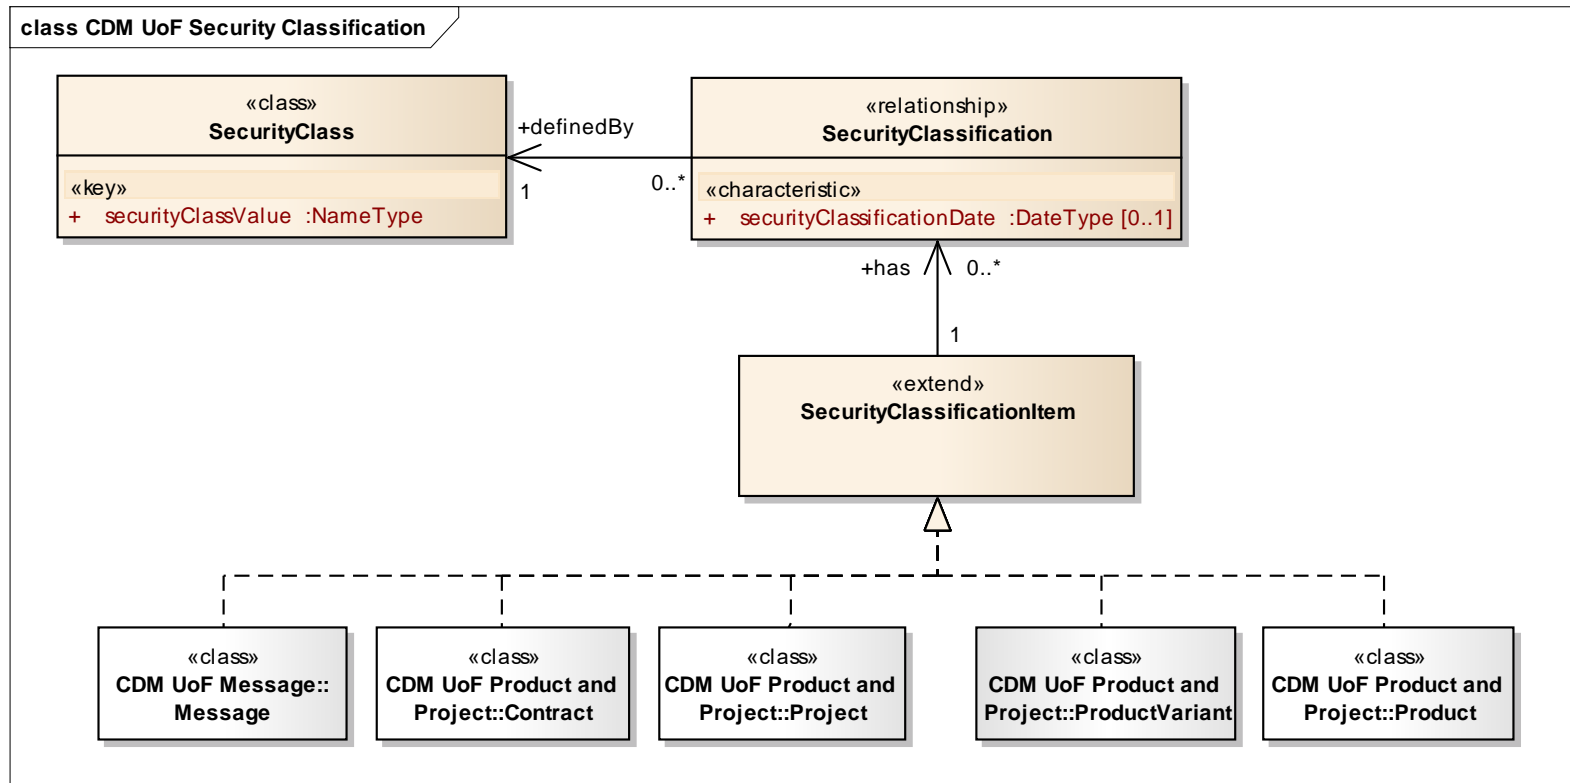 class CDM UoF Security Classification
«class»
SecurityClass
«key»
+ securityClassValue :NameType
+definedBy
1
0..*
«relationship»
SecurityClassification
«characteristic»
+ securityClassificationDate :DateType [0..1]
+has
0..*
1
«extend»
SecurityClassificationItem
«class»
CDM UoF Message::
Message
«class»
CDM UoF Product and
Project::Contract
«class»
CDM UoF Product and
Project::Project
«class»
CDM UoF Product and
Project::ProductVariant
«class»
CDM UoF Product and
Project::Product